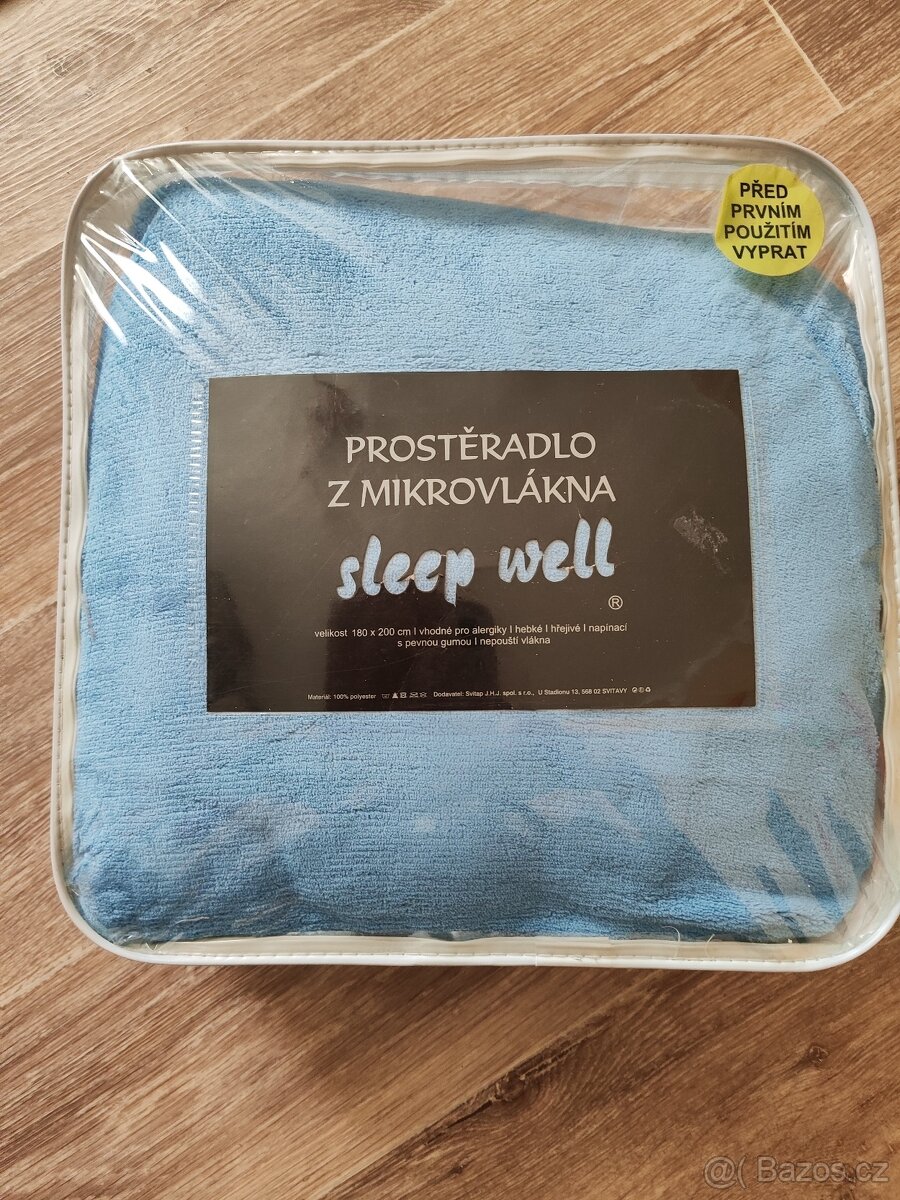 PŘED
PRVNÍM
POUŽITÍM
VYPRAT
PROSTĚRADLO
Z MIKROVLÁKNA
sleep well
®
velikost 180 x 200 cm I vhodné pro alergiky I hebké I hřejivé I napínací
s pevnou gumou I nepouští vlákna
Materiál: 100% polyester Dodavatel: Svitap J.H.J. spol. s r.o., U Stadionu 13, 568 02 SVITAVY
@( Bazos.cz